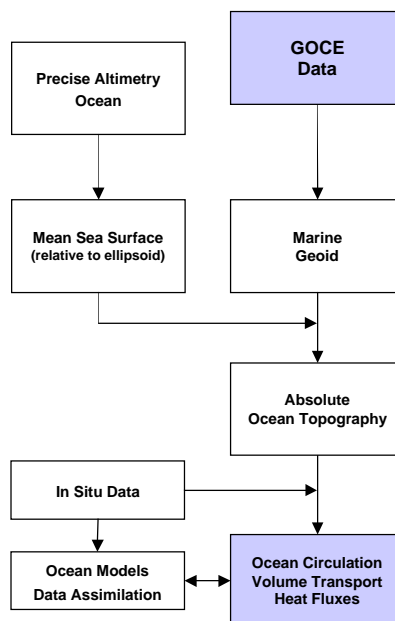 GOCE
Data
Precise Altimetry
Ocean
Mean Sea Surface
(relative to ellipsoid)
Marine
Geoid
Absolute
Ocean Topography
In Situ Data
Ocean Models
Data Assimilation
Ocean Circulation
Volume Transport
Heat Fluxes